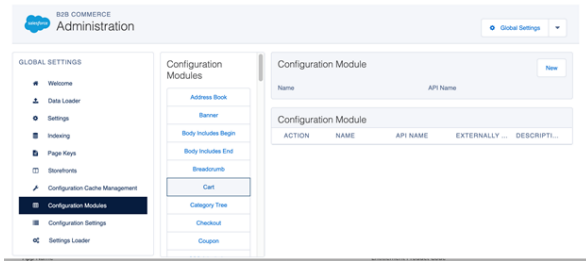 salesforce
B2B COMMERCE
Administration
Global Settings
GLOBAL SETTINGS
Welcome
Data Loader
Settings
Indexing
Page Keys
Storefronts
Configuration Cache Management
Configuration Modules
Configuration Settings
Settings Loader
Configuration
Modules
Address Book
Banner
Body Includes Begin
Body Includes End
Breadcrumb
Cart
Category Tree
Checkout
Coupon
Configuration Module
New
Name API Name
Configuration Module
ACTION NAME API NAME EXTERNALLY ... DESCRIPTI...